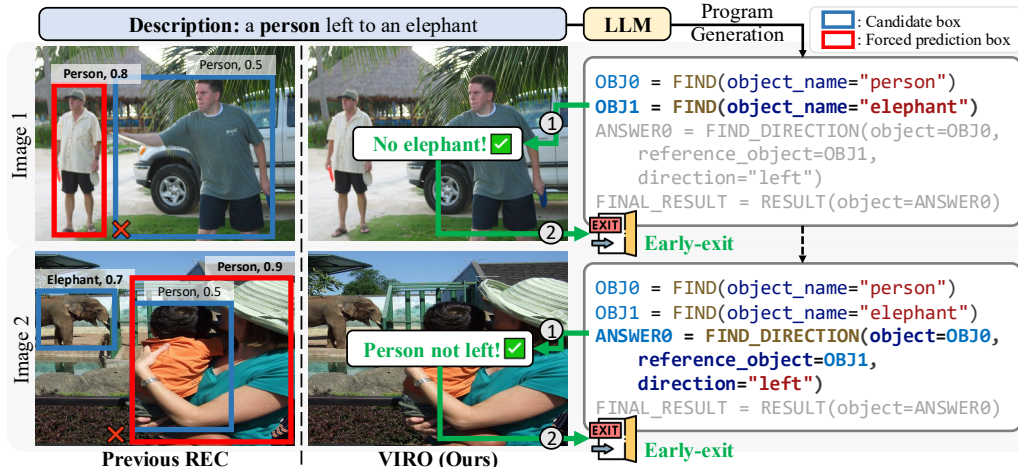 Description: a person left to an elephant
LLM
Program
Generation
: Candidate box
: Forced prediction box
Image 1
Person, 0.8
Person, 0.5
No elephant!
1
2
OBJ0 = FIND(object_name="person")
OBJ1 = FIND(object_name="elephant")
ANSWER0 = FIND_DIRECTION(object=OBJ0,
reference_object=OBJ1,
direction="left")
FINAL_RESULT = RESULT(object=ANSWER0)
EXIT
Early-exit
Image 2
Elephant, 0.7
Person, 0.9
Person, 0.5
Person not left!
1
2
OBJ0 = FIND(object_name="person")
OBJ1 = FIND(object_name="elephant")
ANSWER0 = FIND_DIRECTION(object=OBJ0,
reference_object=OBJ1,
direction="left")
FINAL_RESULT = RESULT(object=ANSWER0)
EXIT
Early-exit
Previous REC
VIRO (Ours)